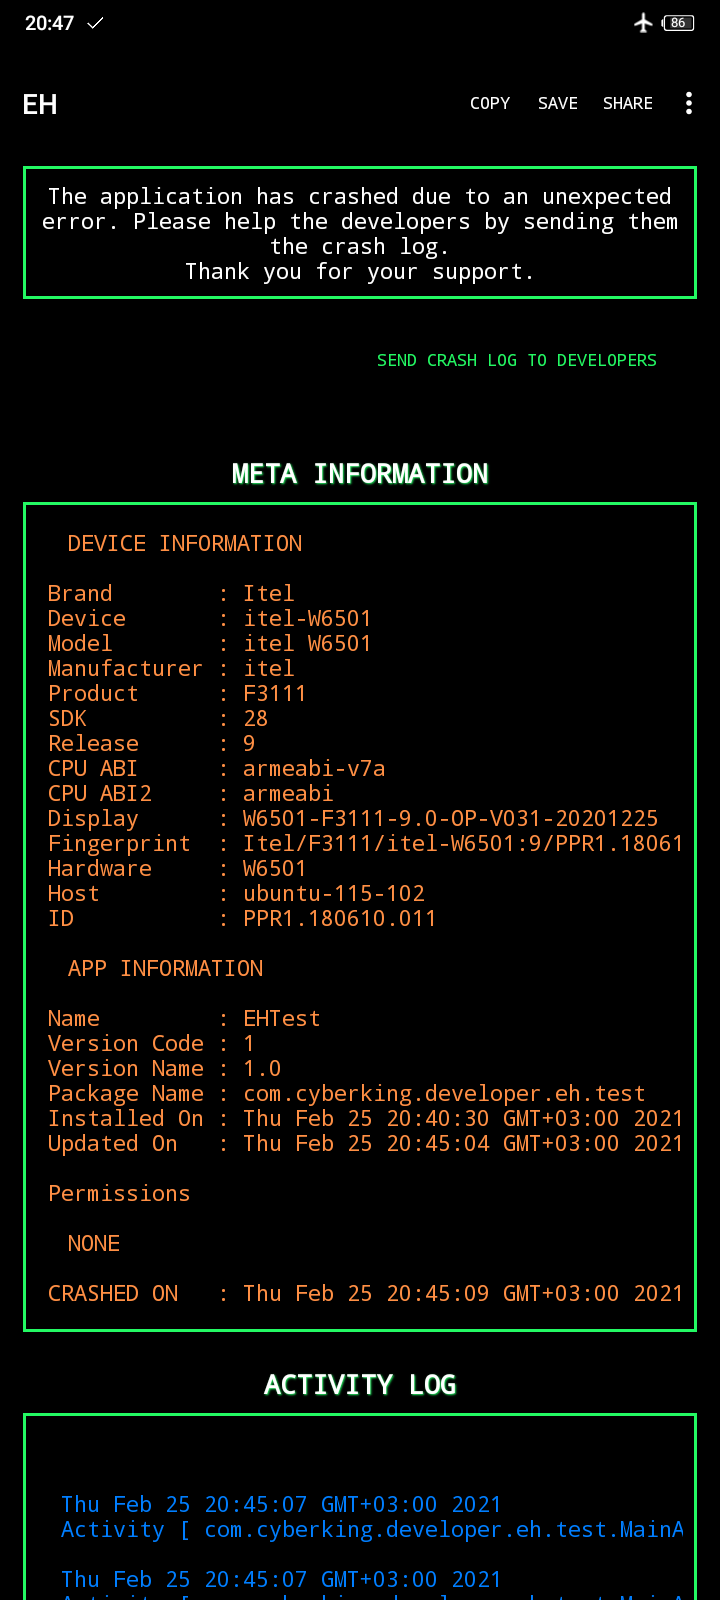 20:47
86
EH
COPY SAVE SHARE
The application has crashed due to an unexpected
error. Please help the developers by sending them
the crash log.
Thank you for your support.
SEND CRASH LOG TO DEVELOPERS
META INFORMATION
DEVICE INFORMATION
Brand : Itel
Device : itel-W6501
Model : itel W6501
Manufacturer : itel
Product : F3111
SDK : 28
Release : 9
CPU ABI : armeabi-v7a
CPU ABI2 : armeabi
Display : W6501-F3111-9.0-OP-V031-20201225
Fingerprint : Itel/F3111/itel-W6501:9/PPR1.18061
Hardware : W6501
Host : ubuntu-115-102
ID : PPR1.180610.011
APP INFORMATION
Name : EHTest
Version Code : 1
Version Name : 1.0
Package Name : com.cyberking.developer.eh.test
Installed On : Thu Feb 25 20:40:30 GMT+03:00 2021
Updated On : Thu Feb 25 20:45:04 GMT+03:00 2021
Permissions
NONE
CRASHED ON : Thu Feb 25 20:45:09 GMT+03:00 2021
ACTIVITY LOG
Thu Feb 25 20:45:07 GMT+03:00 2021
Activity [ com.cyberking.developer.eh.test.MainA
Thu Feb 25 20:45:07 GMT+03:00 2021